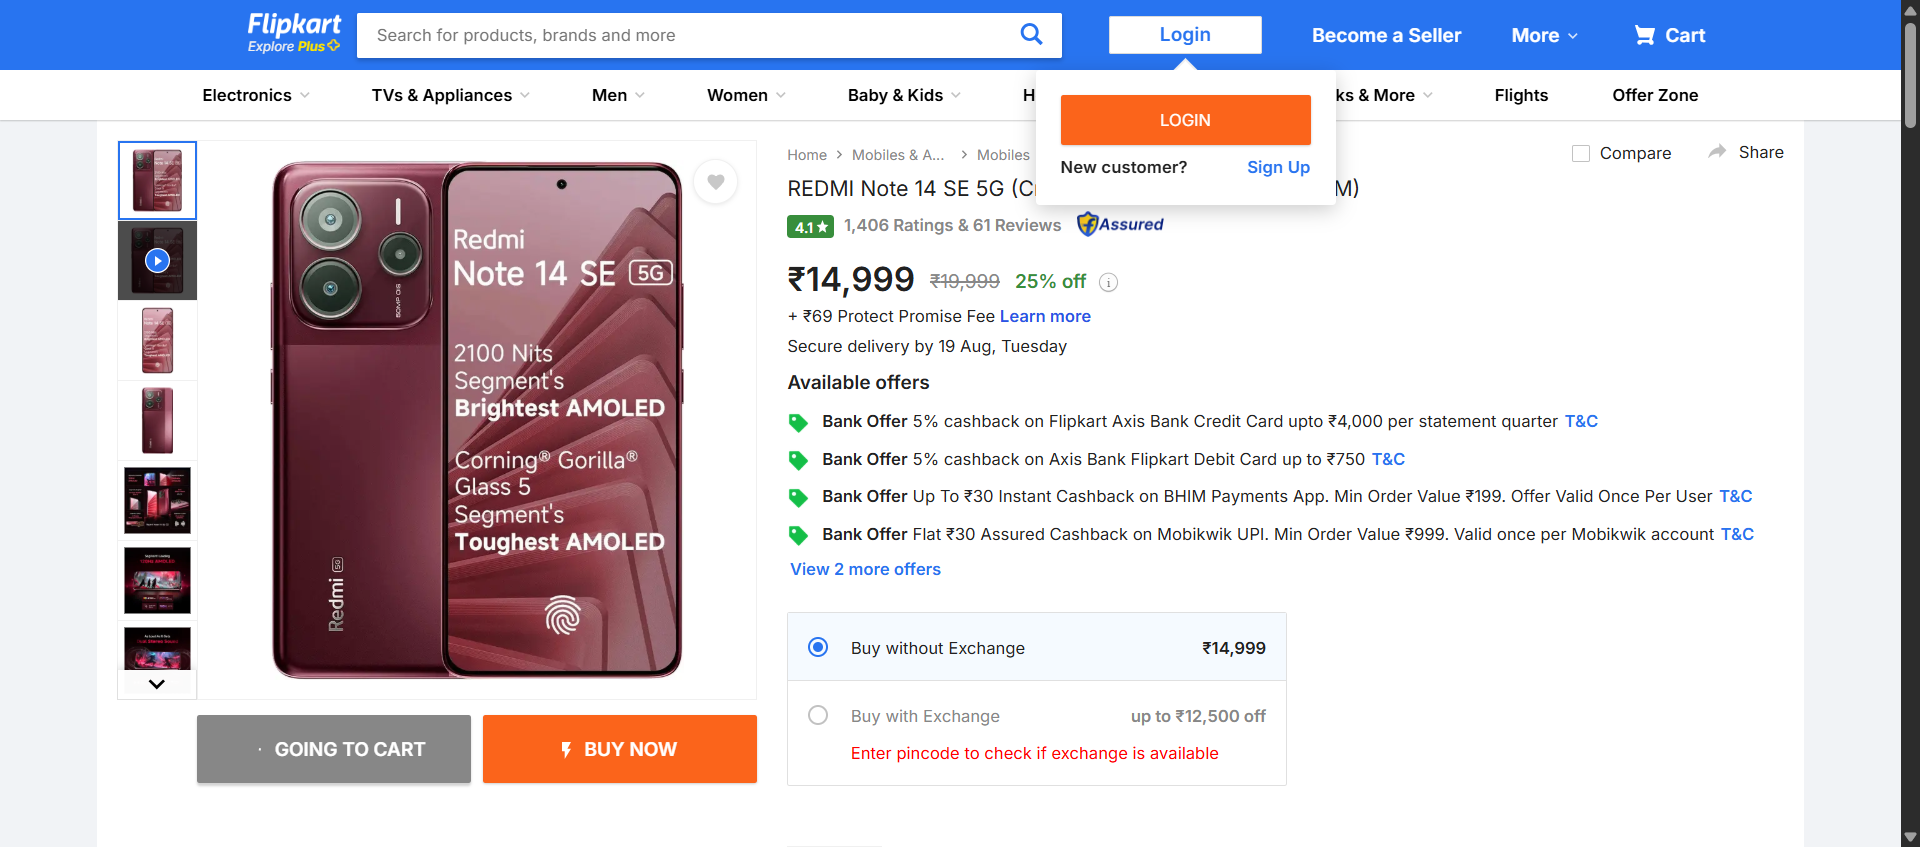 Flipkart
Explore Plus
Search for products, brands and more
Login
Become a Seller
More
Cart
Electronics
TVs & Appliances
Men
Women
Baby & Kids
H
ks & More
Flights
Offer Zone
LOGIN
New customer?
Sign Up
Home
Mobiles & A...
Mobiles
Compare
Share
REDMI Note 14 SE 5G (C
M)
4.1
1,406 Ratings & 61 Reviews
Assured
₹14,999
₹19,999
25% off
+ ₹69 Protect Promise Fee Learn more
Secure delivery by 19 Aug, Tuesday
Available offers
Bank Offer 5% cashback on Flipkart Axis Bank Credit Card upto ₹4,000 per statement quarter T&C
Bank Offer 5% cashback on Axis Bank Flipkart Debit Card up to ₹750 T&C
Bank Offer Up To ₹30 Instant Cashback on BHIM Payments App. Min Order Value ₹199. Offer Valid Once Per User T&C
Bank Offer Flat ₹30 Assured Cashback on Mobikwik UPI. Min Order Value ₹999. Valid once per Mobikwik account T&C
View 2 more offers
Buy without Exchange
₹14,999
Buy with Exchange
up to ₹12,500 off
Enter pincode to check if exchange is available
Redmi
Note 14 SE 5G
2100 Nits
Segment's
Brightest AMOLED
Corning® Gorilla®
Glass 5
Segment's
Toughest AMOLED
50MP OIS
Redmi 5G
GOING TO CART
BUY NOW